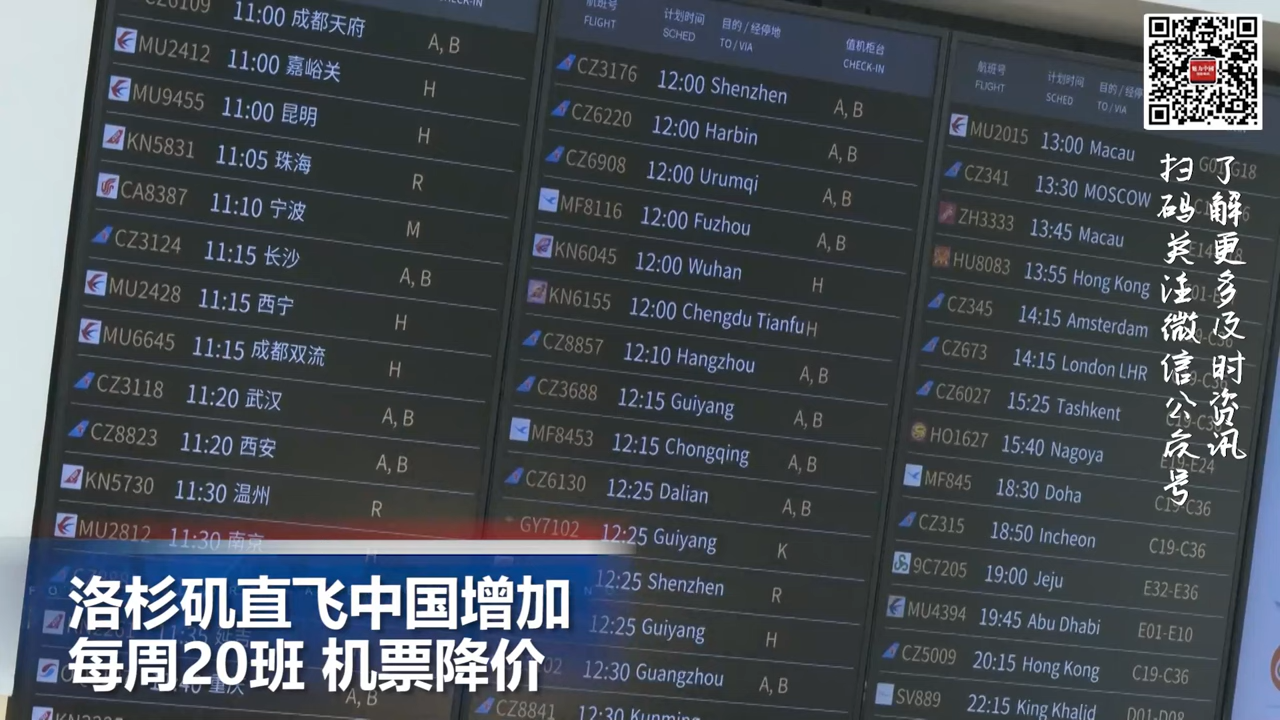 CZ6109 11:00 成都天府 A, B
MU2412 11:00 嘉峪关 H
MU9455 11:00 昆明 H
KN5831 11:05 珠海 R
CA8387 11:10 宁波 M
CZ3124 11:15 长沙 A, B
MU2428 11:15 西宁 H
MU6645 11:15 成都双流 H
CZ3118 11:20 武汉 A, B
CZ8823 11:20 西安 A, B
KN5730 11:30 温州 R
MU2812 11:30 南京 H
航班号 计划时间 目的 / 经停地 值机柜台
FLIGHT SCHED TO / VIA CHECK-IN
CZ3176 12:00 Shenzhen A, B
CZ6220 12:00 Harbin A, B
CZ6908 12:00 Urumqi A, B
MF8116 12:00 Fuzhou A, B
KN6045 12:00 Wuhan H
KN6155 12:00 Chengdu Tianfu H
CZ8857 12:10 Hangzhou A, B
CZ3688 12:15 Guiyang A, B
MF8453 12:15 Chongqing A, B
CZ6130 12:25 Dalian A, B
GY7102 12:25 Guiyang K
12:25 Shenzhen R
12:25 Guiyang H
12:30 Guangzhou A, B
CZ8841 12:30 Kunming
航班号 计划时间 目的 / 经停
FLIGHT SCHED TO / VIA
MU2015 13:00 Macau
CZ341 13:30 MOSCOW
ZH3333 13:45 Macau
HU8083 13:55 Hong Kong
CZ345 14:15 Amsterdam
CZ673 14:15 London LHR
CZ6027 15:25 Tashkent
HO1627 15:40 Nagoya E19-E24
MF845 18:30 Doha C19-C36
CZ315 18:50 Incheon C19-C36
9C7205 19:00 Jeju E32-E36
MU4394 19:45 Abu Dhabi E01-E10
CZ5009 20:15 Hong Kong C19-C36
SV889 22:15 King Khalid D01-D08
了解更多及时资讯
扫码关注微信公众号
洛杉矶直飞中国增加
每周20班 机票降价